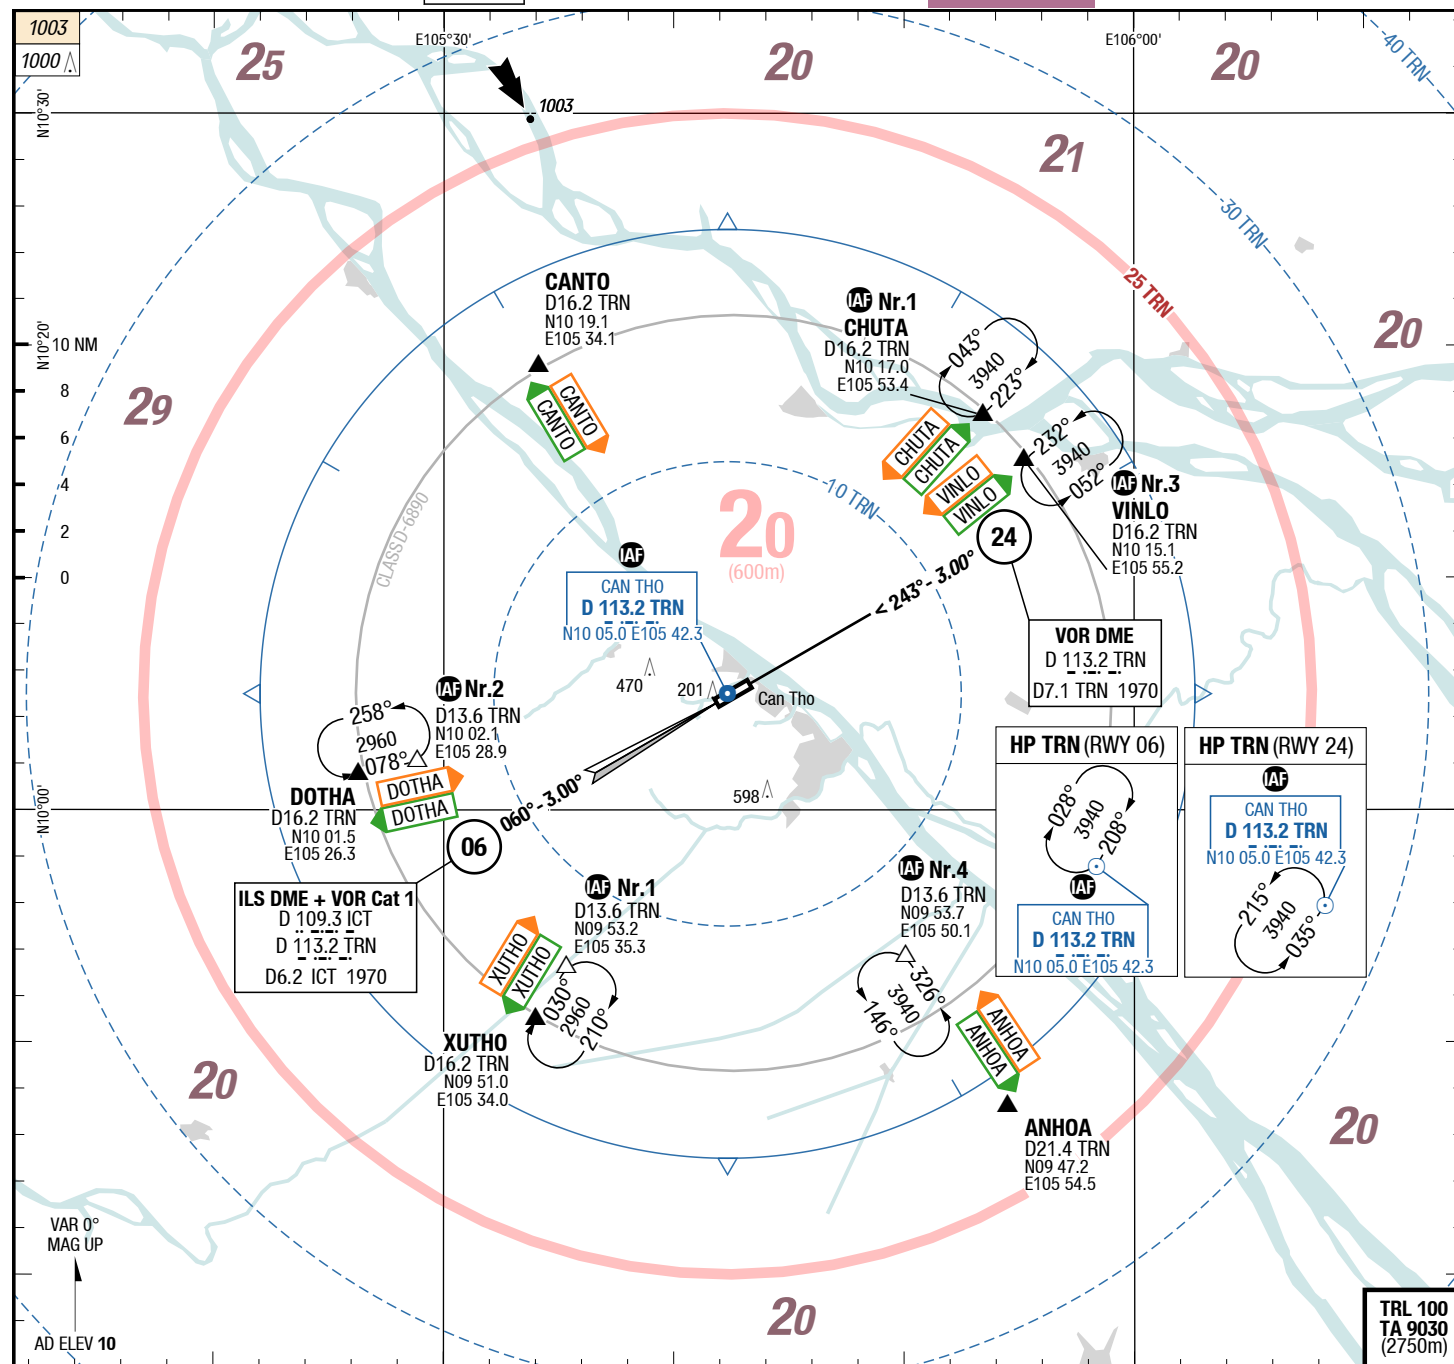 1003
1000
25
20
20
E105°30'
E106°00'
40 TRN
N10°30'
1003
21
30 TRN
25 TRN
CANTO
D16.2 TRN
N10 19.1
E105 34.1
IAF Nr.1
CHUTA
D16.2 TRN
N10 17.0
E105 53.4
043°
3940
223°
20
N10°20'
10 NM
8
6
4
2
0
29
CANTO
CANTO
CHUTA
CHUTA
VINLO
VINLO
232°
3940
052°
IAF Nr.3
VINLO
D16.2 TRN
N10 15.1
E105 55.2
CLASS D-6890
10 TRN
20
(600m)
24
< 243°- 3.00°
IAF
CAN THO
D 113.2 TRN
N10 05.0 E105 42.3
VOR DME
D 113.2 TRN
D7.1 TRN 1970
470
201
Can Tho
598
IAF Nr.2
D13.6 TRN
N10 02.1
E105 28.9
258°
2960
078°
DOTHA
DOTHA
DOTHA
D16.2 TRN
N10 01.5
E105 26.3
N10°00'
060°- 3.00°
06
ILS DME + VOR Cat 1
D 109.3 ICT
D 113.2 TRN
D6.2 ICT 1970
HP TRN (RWY 06)
028°
3940
208°
IAF
CAN THO
D 113.2 TRN
N10 05.0 E105 42.3
HP TRN (RWY 24)
IAF
CAN THO
D 113.2 TRN
N10 05.0 E105 42.3
215°
3940
035°
IAF Nr.1
D13.6 TRN
N09 53.2
E105 35.3
XUTHO
XUTHO
030°
2960
210°
XUTHO
D16.2 TRN
N09 51.0
E105 34.0
IAF Nr.4
D13.6 TRN
N09 53.7
E105 50.1
326°
3940
146°
ANHOA
ANHOA
ANHOA
D21.4 TRN
N09 47.2
E105 54.5
20
20
20
VAR 0°
MAG UP
AD ELEV 10
TRL 100
TA 9030
(2750m)